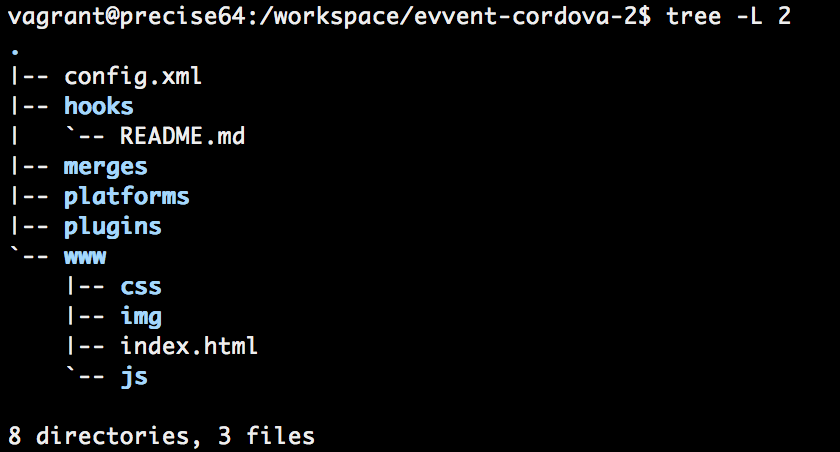 vagrant@precise64:/workspace/evvent-cordova-2$ tree -L 2
.
|-- config.xml
|-- hooks
|   `-- README.md
|-- merges
|-- platforms
|-- plugins
`-- www
    |-- css
    |-- img
    |-- index.html
    `-- js

8 directories, 3 files